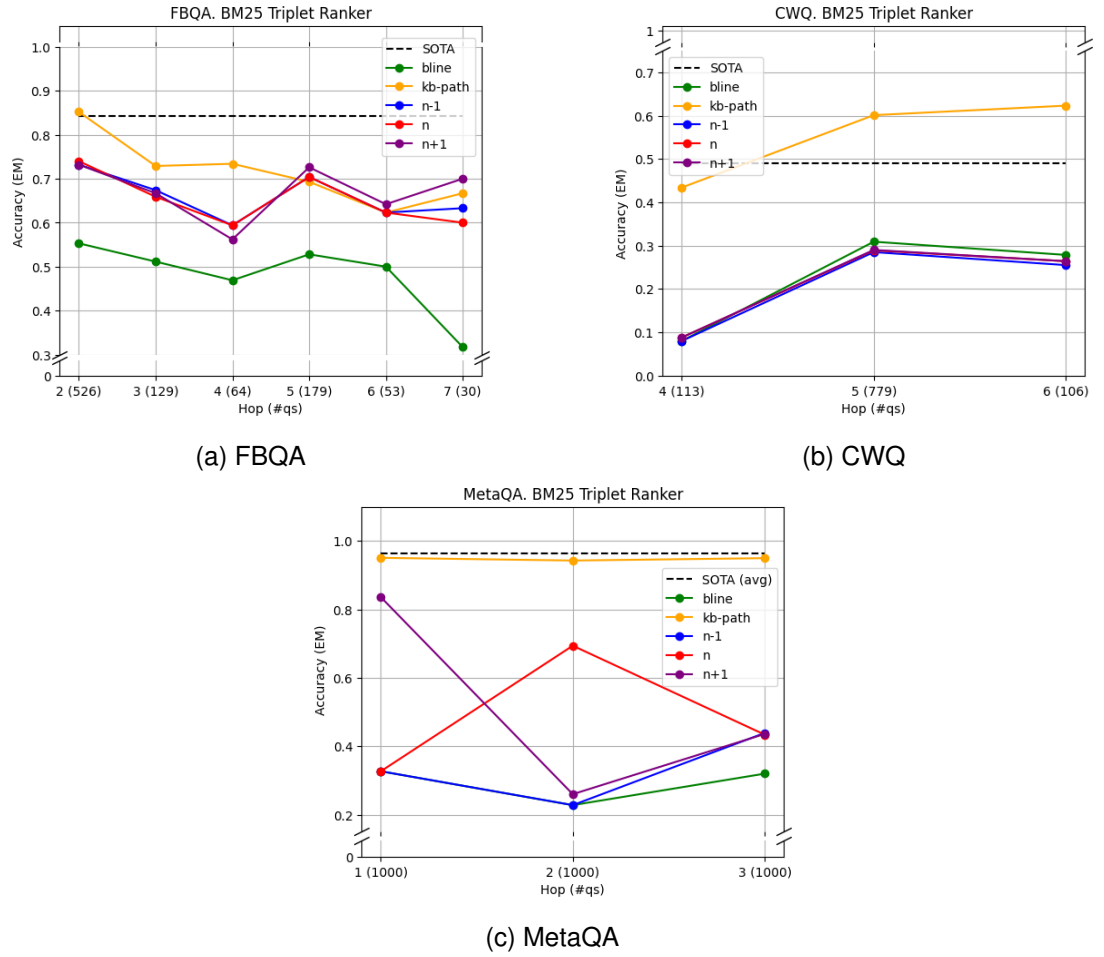 FBQA. BM25 Triplet Ranker
Accuracy (EM)
1.0
0.9
0.8
0.7
0.6
0.5
0.4
0.3
0
SOTA
bline
kb-path
n-1
n
n+1
2 (526)
3 (129)
4 (64)
5 (179)
6 (53)
7 (30)
Hop (#qs)
(a) FBQA
CWQ. BM25 Triplet Ranker
Accuracy (EM)
1
0.7
0.6
0.5
0.4
0.3
0.2
0.1
0.0
SOTA
bline
kb-path
n-1
n
n+1
4 (113)
5 (779)
6 (106)
Hop (#qs)
(b) CWQ
MetaQA. BM25 Triplet Ranker
Accuracy (EM)
1.0
0.8
0.6
0.4
0.2
0
SOTA (avg)
bline
kb-path
n-1
n
n+1
1 (1000)
2 (1000)
3 (1000)
Hop (#qs)
(c) MetaQA